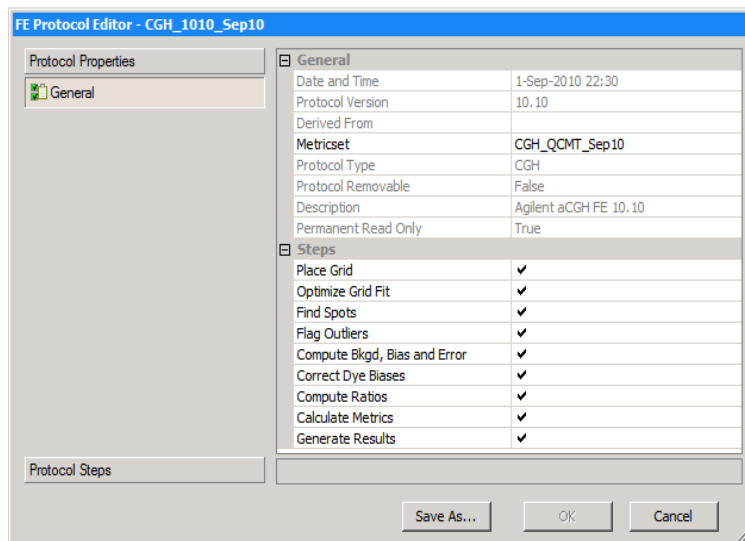 FE Protocol Editor - CGH_1010_Sep10
Protocol Properties
General
General
Date and Time 1-Sep-2010 22:30
Protocol Version 10.10
Derived From
Metricset CGH_QCMT_Sep10
Protocol Type CGH
Protocol Removable False
Description Agilent aCGH FE 10.10
Permanent Read Only True
Steps
Place Grid
Optimize Grid Fit
Find Spots
Flag Outliers
Compute Bkgd, Bias and Error
Correct Dye Biases
Compute Ratios
Calculate Metrics
Generate Results
Protocol Steps
Save As... OK Cancel